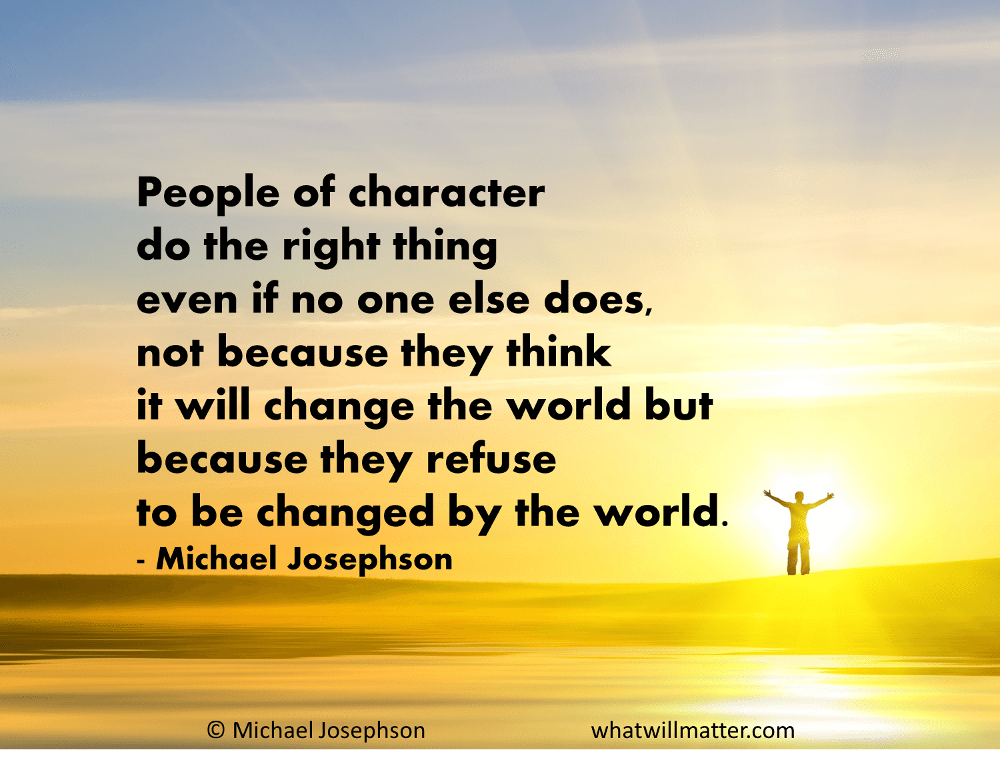 People of character
do the right thing
even if no one else does,
not because they think
it will change the world but
because they refuse
to be changed by the world.
- Michael Josephson
© Michael Josephson
whatwillmatter.com